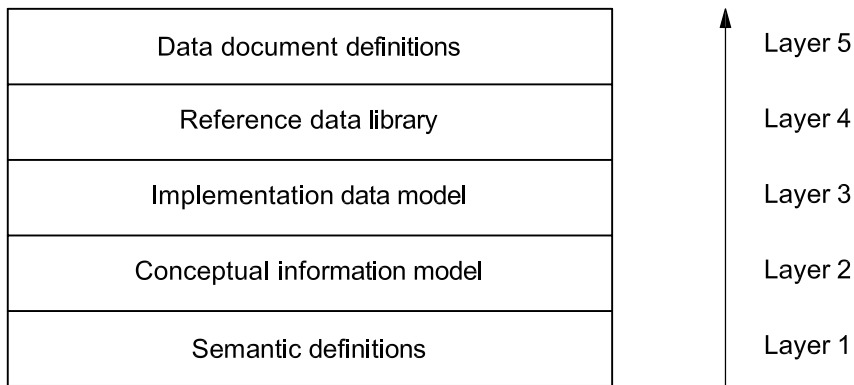 Data document definitions Layer 5
Reference data library Layer 4
Implementation data model Layer 3
Conceptual information model Layer 2
Semantic definitions Layer 1